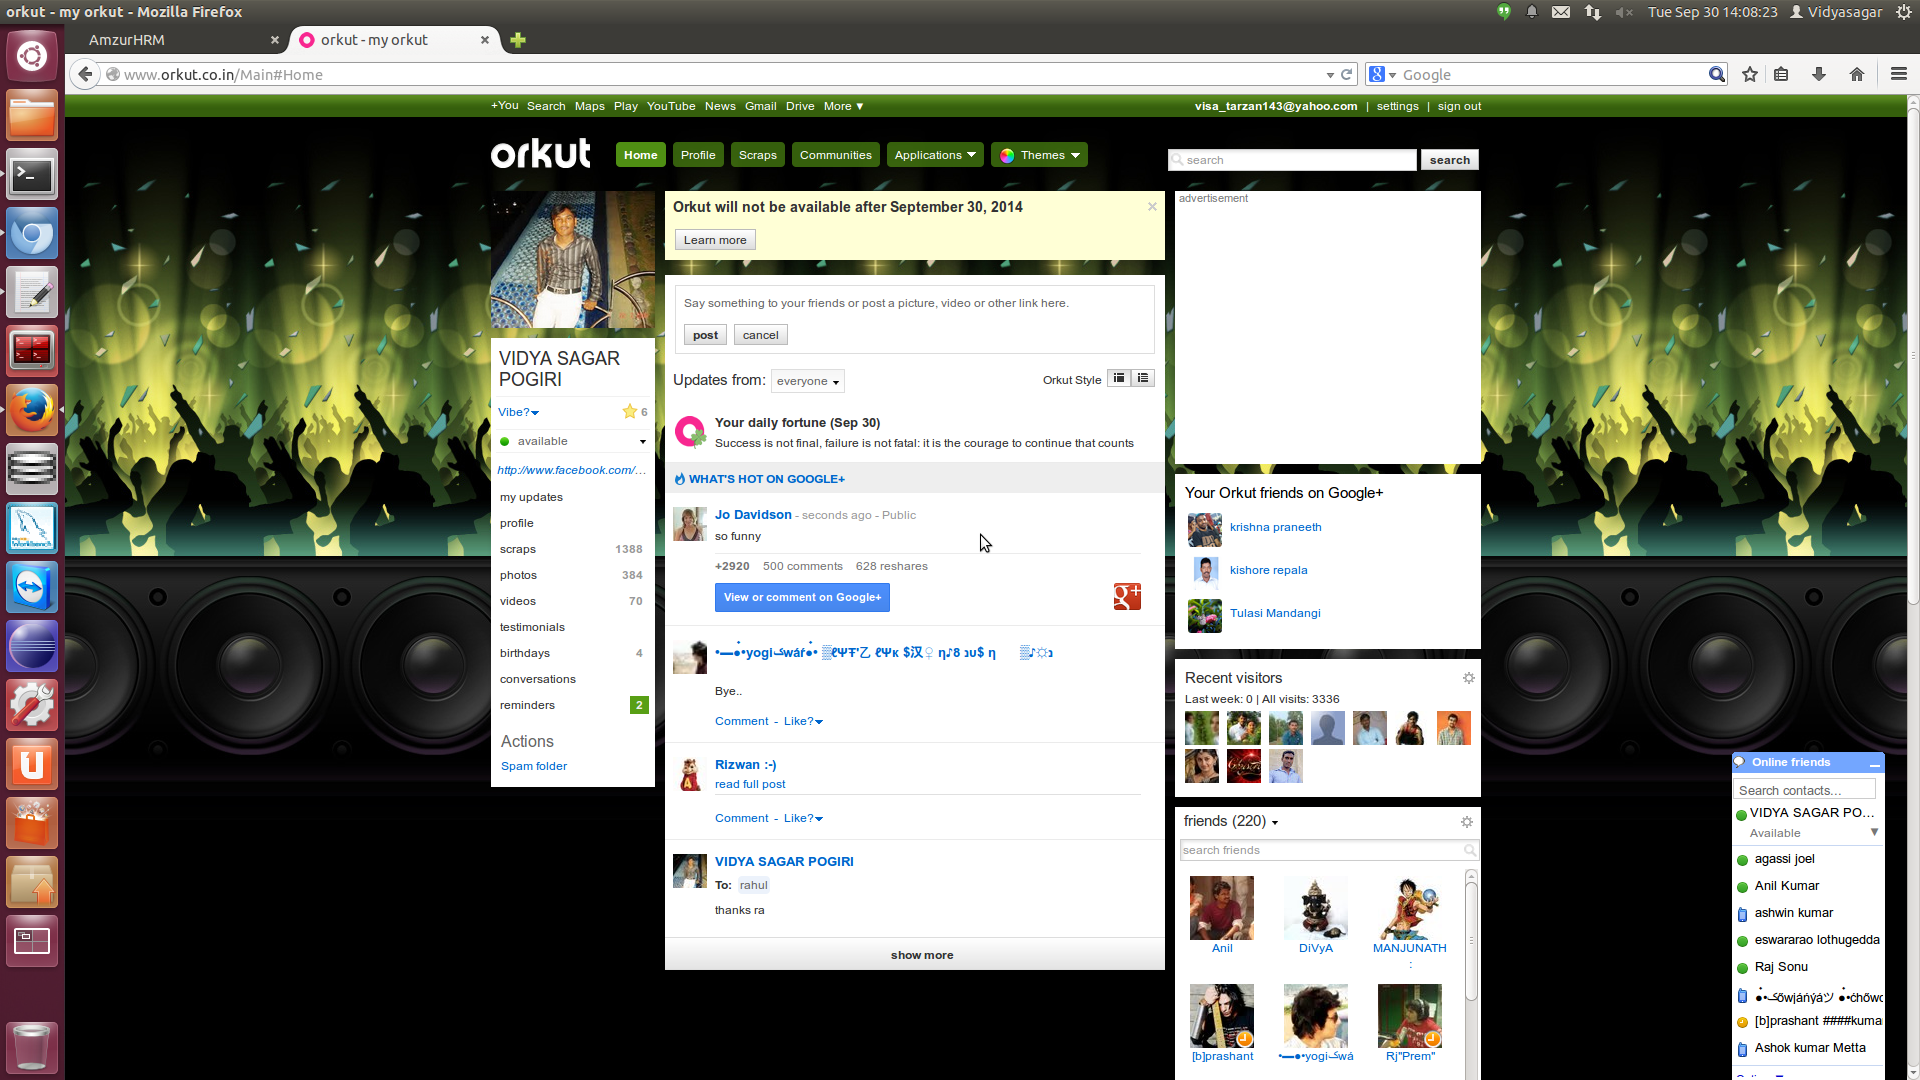 orkut - my orkut - Mozilla Firefox
Tue Sep 30 14:08:23 Vidyasagar
AmzurHRM
orkut - my orkut
www.orkut.co.in/Main#Home
Google
+You Search Maps Play YouTube News Gmail Drive More
visa_tarzan143@yahoo.com | settings | sign out
orkut
Home Profile Scraps Communities Applications Themes
search
search
VIDYA SAGAR
POGIRI
Vibe?
6
available
http://www.facebook.com/...
my updates
profile
scraps 1388
photos 384
videos 70
testimonials
birthdays 4
conversations
reminders 2
Actions
Spam folder
Orkut will not be available after September 30, 2014
Learn more
Say something to your friends or post a picture, video or other link here.
post cancel
Updates from: everyone
Orkut Style
Your daily fortune (Sep 30)
Success is not final, failure is not fatal: it is the courage to continue that counts
WHAT'S HOT ON GOOGLE+
Jo Davidson - seconds ago - Public
so funny
+2920 500 comments 628 reshares
View or comment on Google+
g+
Bye..
Comment - Like?
Rizwan :-)
read full post
Comment - Like?
VIDYA SAGAR POGIRI
To: rahul
thanks ra
show more
advertisement
Your Orkut friends on Google+
krishna praneeth
kishore repala
Tulasi Mandangi
Recent visitors
Last week: 0 | All visits: 3336
friends (220)
search friends
Anil
DiVyA
MANJUNATH
:
[b]prashant
Rj"Prem"
Online friends
Search contacts...
VIDYA SAGAR PO...
Available
agassi joel
Anil Kumar
ashwin kumar
eswararao lothugedda
Raj Sonu
[b]prashant ####kuma
Ashok kumar Metta